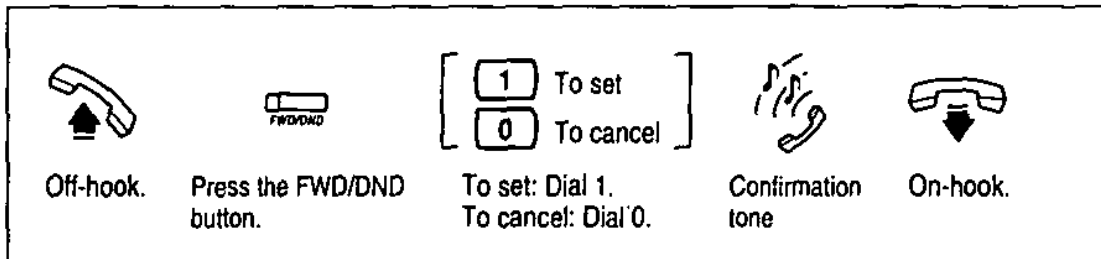 1 To set
0 To cancel
FWD/DND
Off-hook.
Press the FWD/DND
button.
To set: Dial 1.
To cancel: Dial 0.
Confirmation
tone
On-hook.